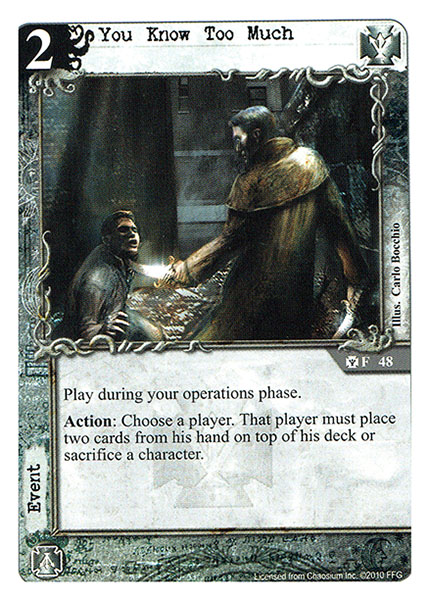 2
You Know Too Much
Illus. Carlo Bocchio
F 48
Play during your operations phase.
Action: Choose a player. That player must place
two cards from his hand on top of his deck or
sacrifice a character.
Event
Licensed from Chaosium Inc. ©2010 FFG